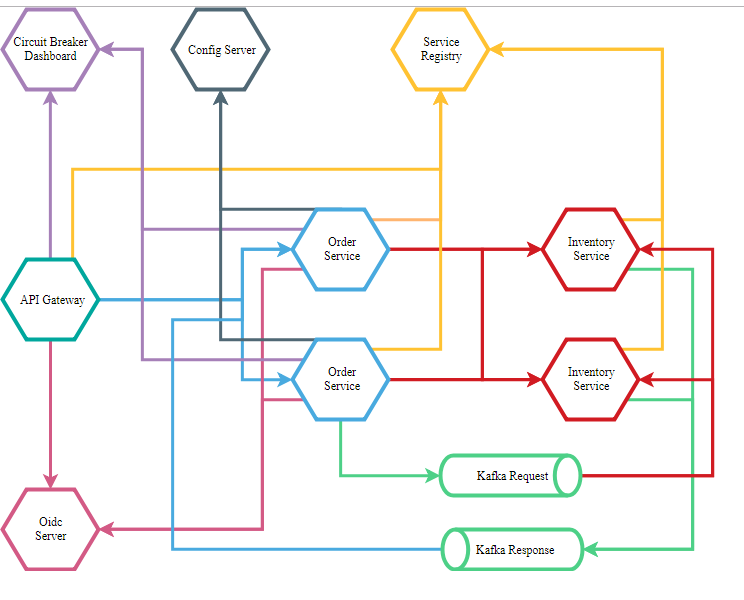 Circuit Breaker
Dashboard
Config Server
Service
Registry
Order
Service
Inventory
Service
API Gateway
Order
Service
Inventory
Service
Kafka Request
Oidc
Server
Kafka Response